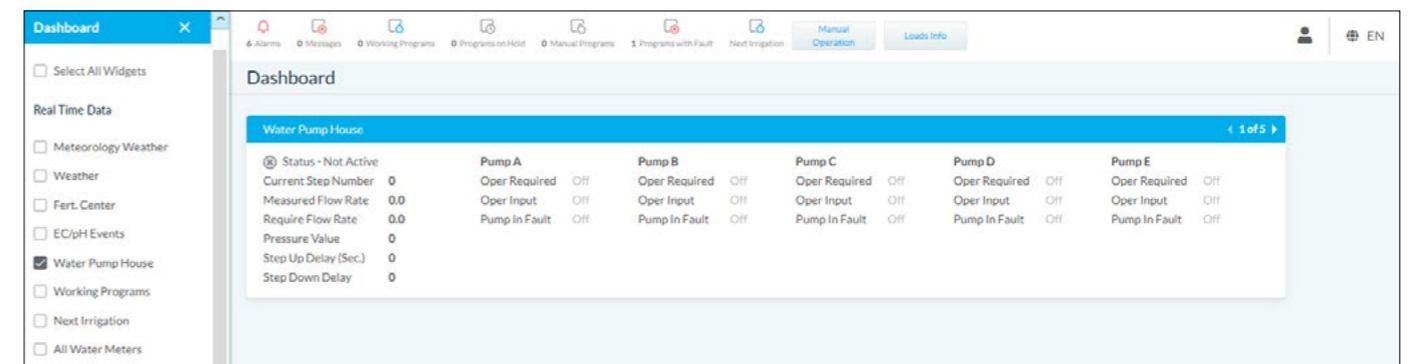 Dashboard ×
Select All Widgets
Real Time Data
Meteorology Weather
Weather
Fert. Center
EC/pH Events
Water Pump House
Working Programs
Next Irrigation
All Water Meters
6 Alarms 0 Messages 0 Working Programs 0 Programs on Hold 0 Manual Programs 1 Programs with Fault Next Irrigation
Manual
Operation
Loads Info
EN
Dashboard
Water Pump House 1 of 5
Status - Not Active Pump A Pump B Pump C Pump D Pump E
Current Step Number 0 Oper Required Off Oper Required Off Oper Required Off Oper Required Off Oper Required Off
Measured Flow Rate 0.0 Oper Input Off Oper Input Off Oper Input Off Oper Input Off Oper Input Off
Require Flow Rate 0.0 Pump In Fault Off Pump In Fault Off Pump In Fault Off Pump In Fault Off Pump In Fault Off
Pressure Value 0
Step Up Delay (Sec.) 0
Step Down Delay 0